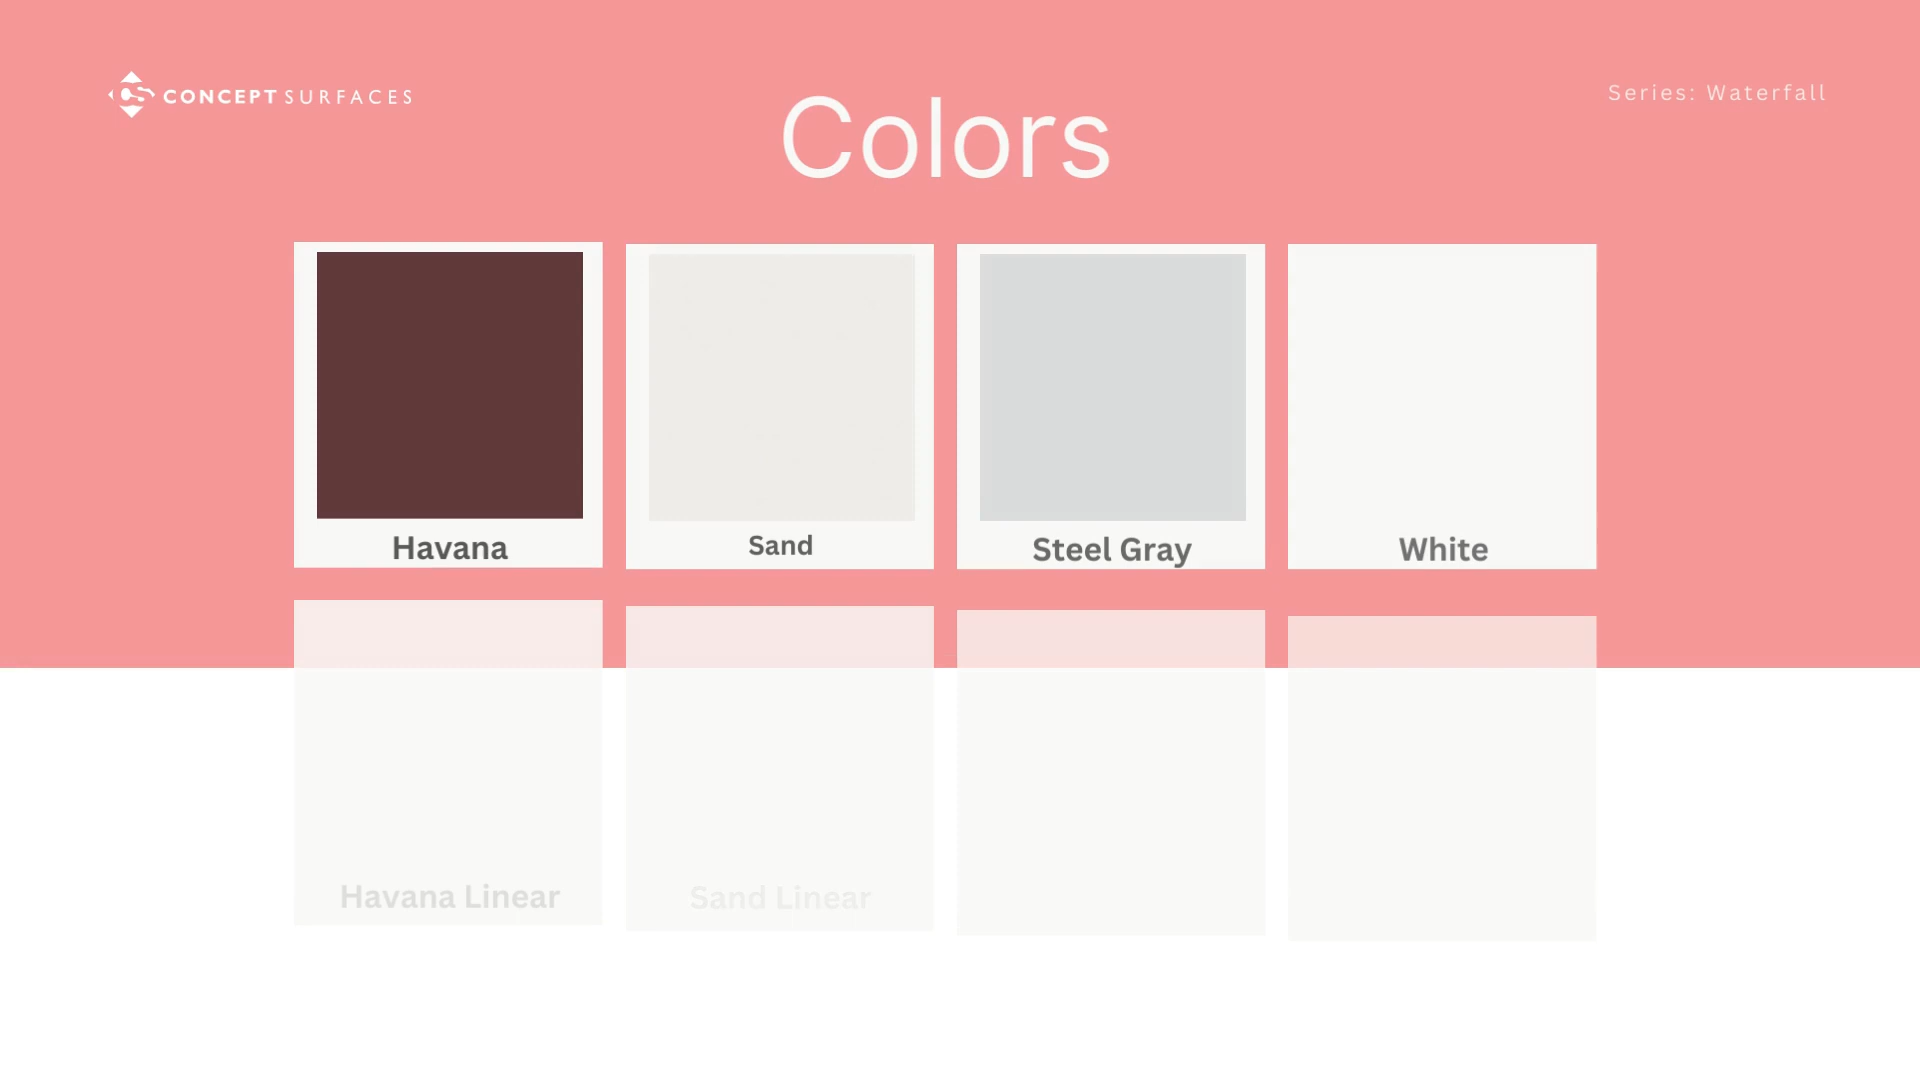 CONCEPT SURFACES
Series: Waterfall
Colors
Havana
Sand
Steel Gray
White
Havana Linear
Sand Linear